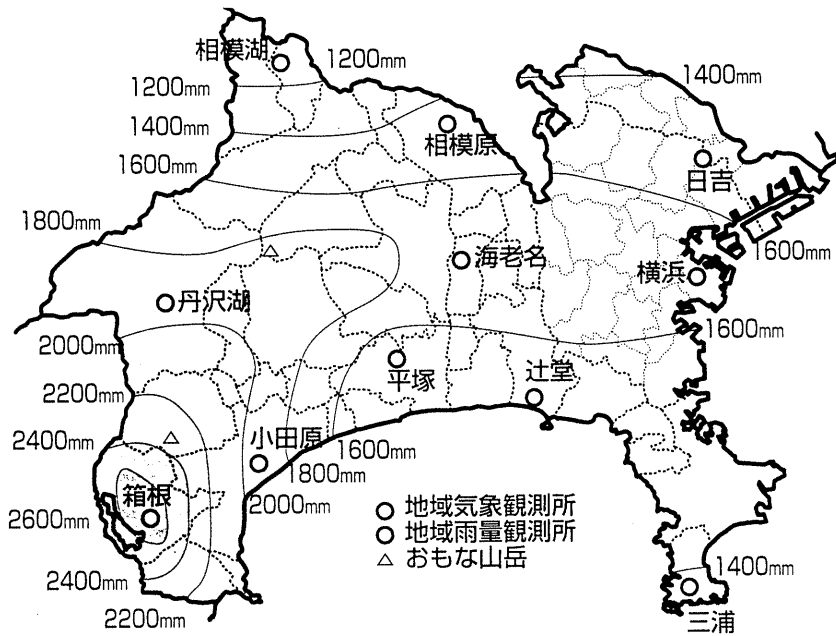 相模湖
1200mm
1400mm
1200mm
1400mm
相模原
日吉
1600mm
1800mm
1600mm
海老名
横浜
丹沢湖
1600mm
2000mm
平塚
辻堂
2200mm
2400mm
小田原
1600mm
1800mm
2000mm
箱根
2600mm
地域気象観測所
地域雨量観測所
おもな山岳
2400mm
1400mm
2200mm
三浦